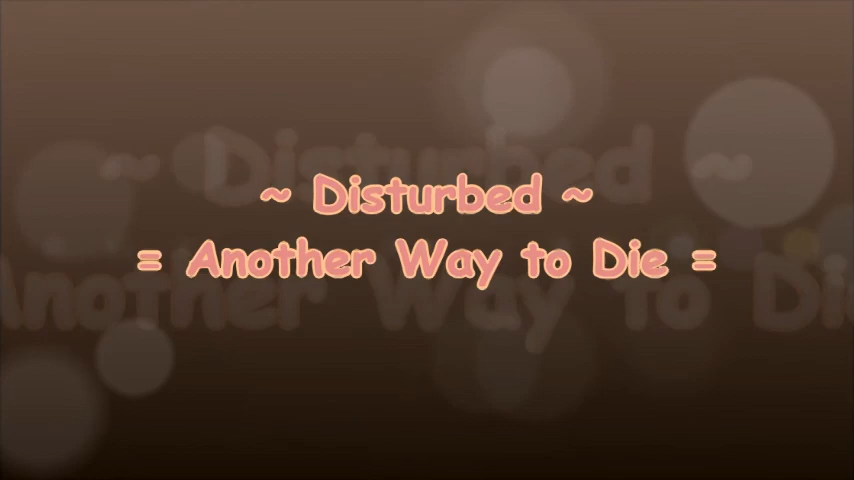 ~ Disturbed ~
= Another Way to Die =